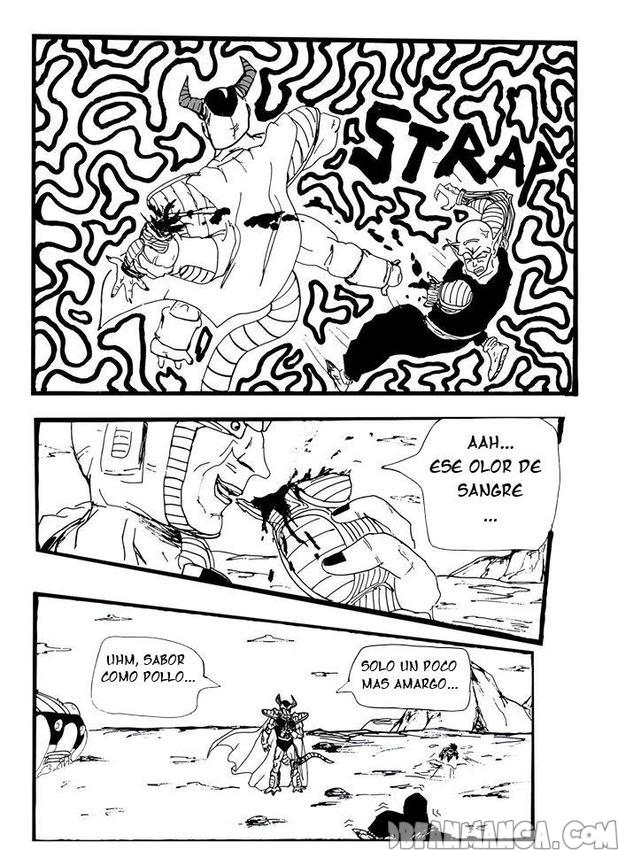 STRAP
AAH...
ESE OLOR DE
SANGRE
...
UHM, SABOR
COMO POLLO...
SOLO UN POCO
MAS AMARGO...
DBFANMANGA.COM